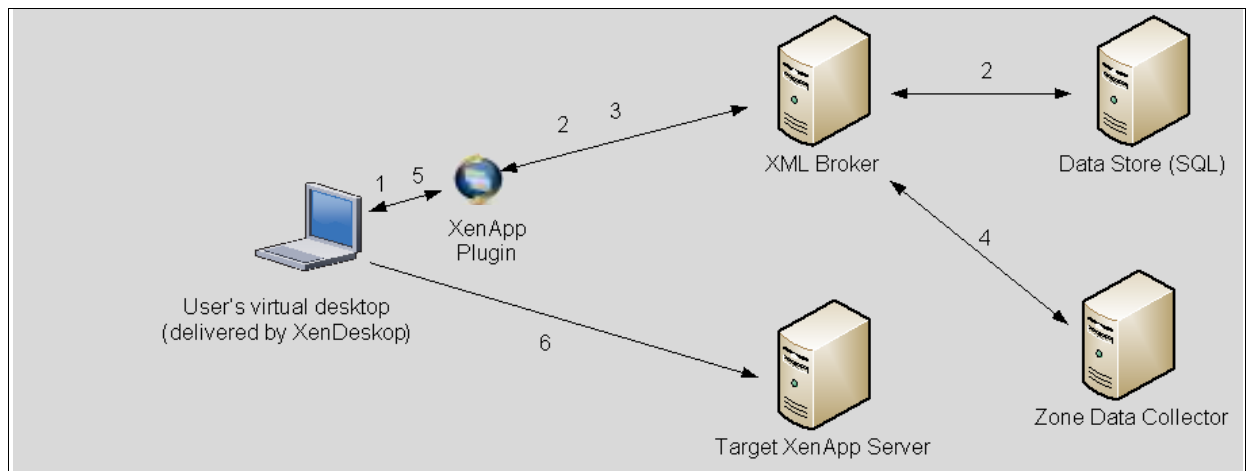 2
3
2
XML Broker
Data Store (SQL)
1
5
XenApp
Plugin
4
User's virtual desktop
(delivered by XenDeskop)
6
Zone Data Collector
Target XenApp Server